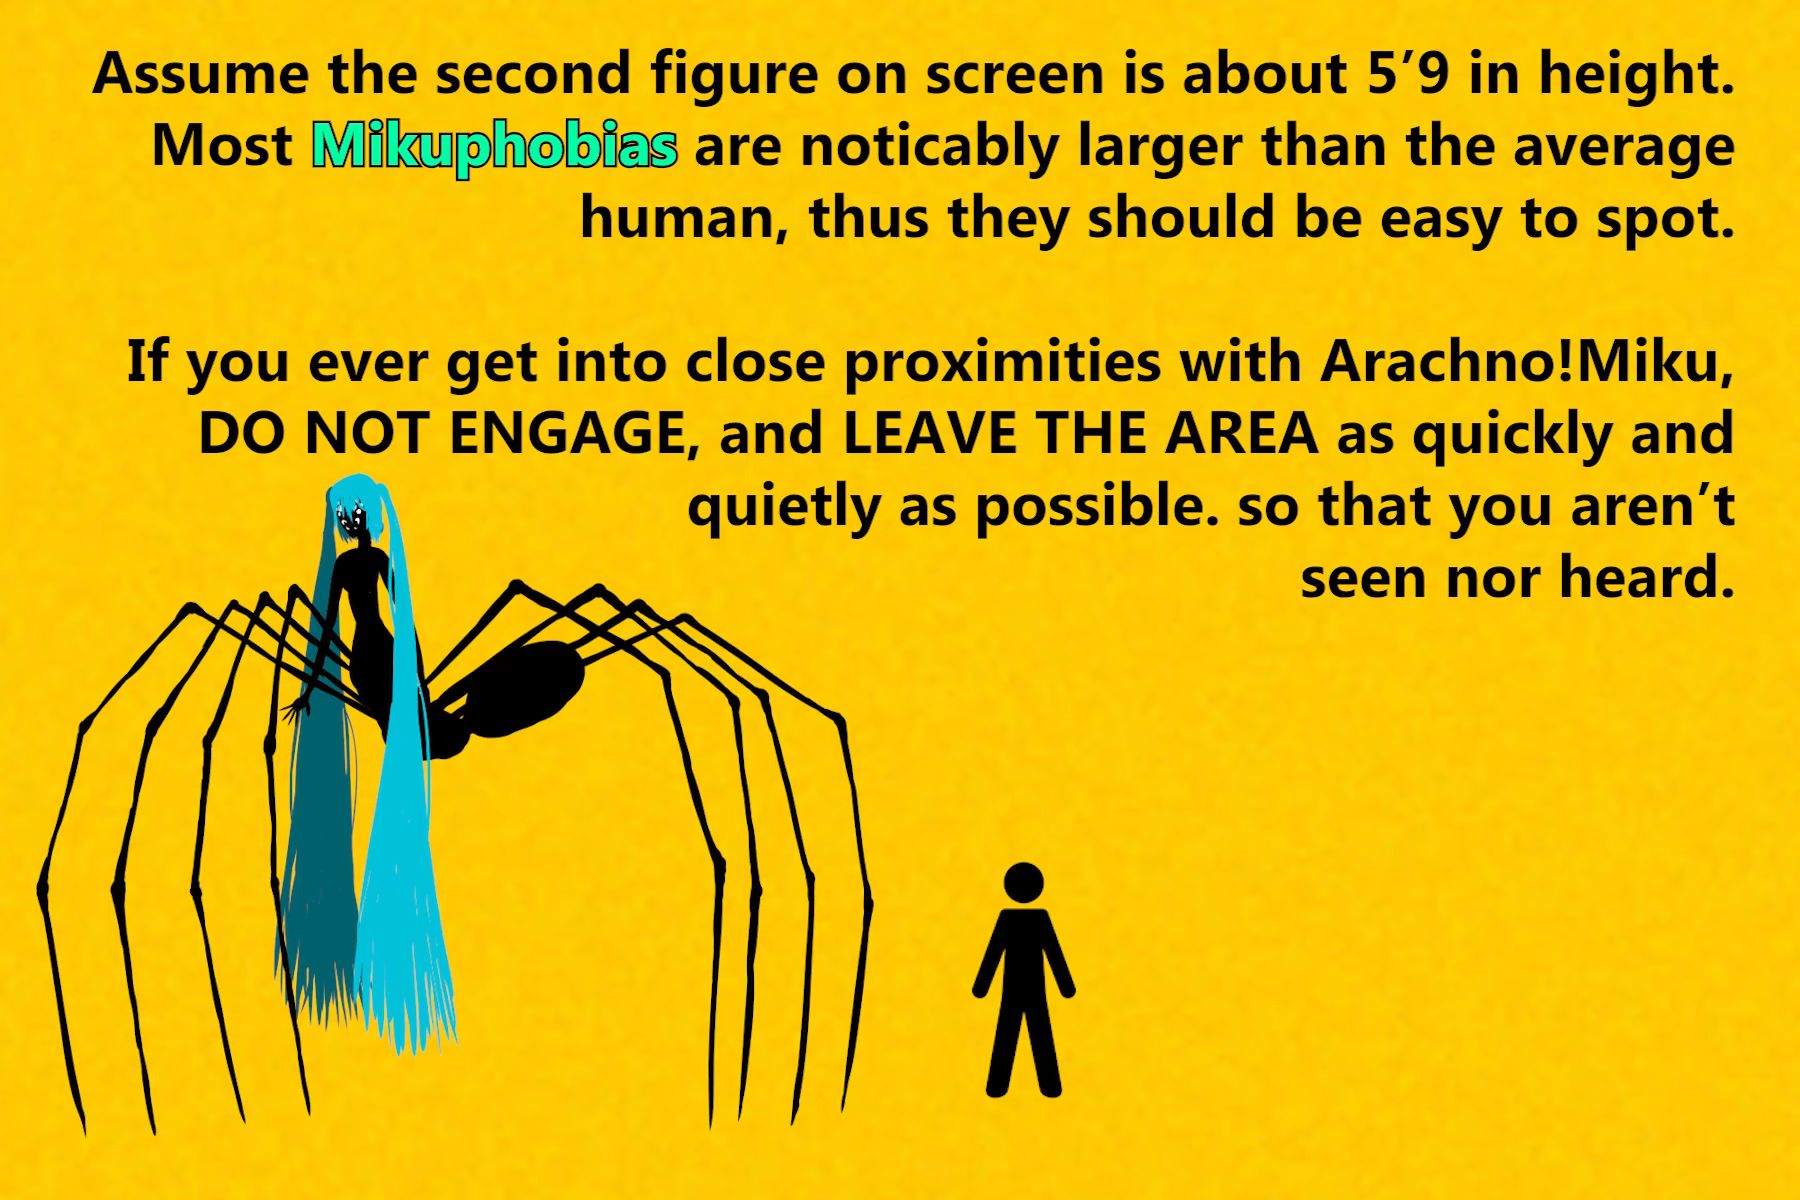 Assume the second figure on screen is about 5’9 in height.
Most Mikuphobias are noticably larger than the average
human, thus they should be easy to spot.
If you ever get into close proximities with Arachno!Miku,
DO NOT ENGAGE, and LEAVE THE AREA as quickly and
quietly as possible. so that you aren’t
seen nor heard.